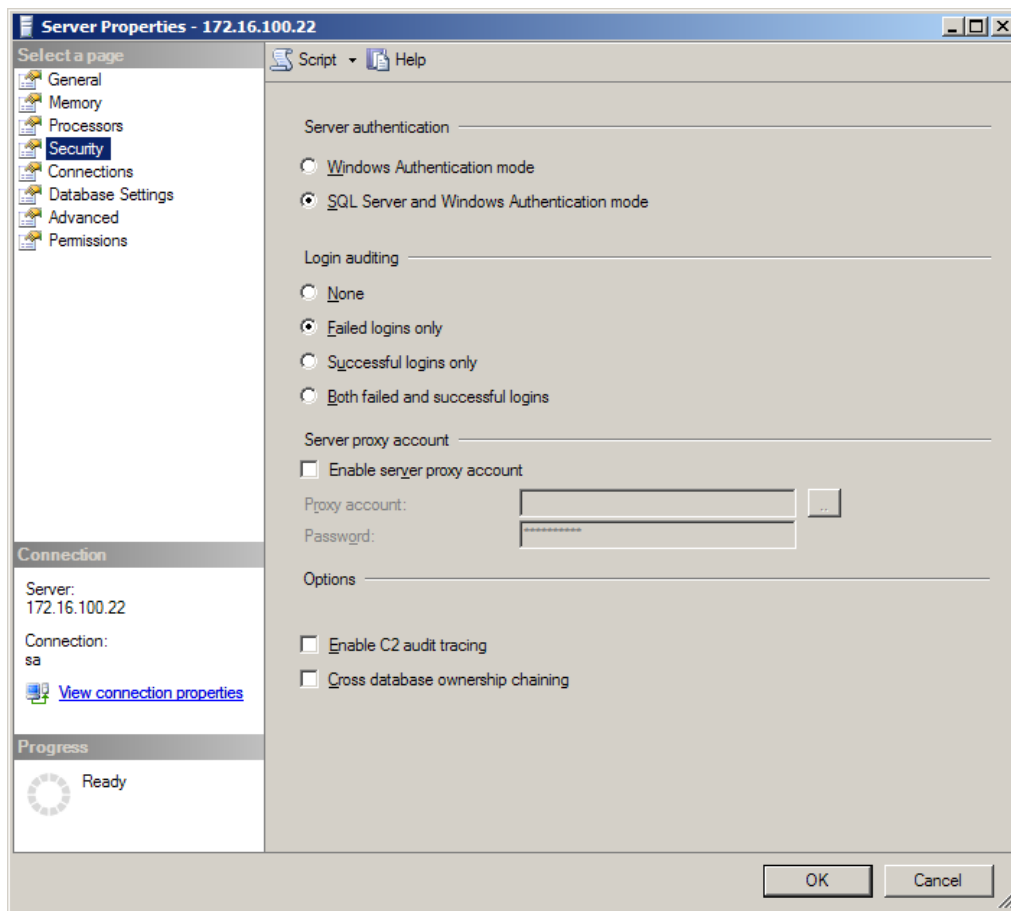 Server Properties - 172.16.100.22
Select a page
General
Memory
Processors
Security
Connections
Database Settings
Advanced
Permissions
Connection
Server:
172.16.100.22
Connection:
sa
View connection properties
Progress
Ready
Script Help
Server authentication
Windows Authentication mode
SQL Server and Windows Authentication mode
Login auditing
None
Failed logins only
Successful logins only
Both failed and successful logins
Server proxy account
Enable server proxy account
Proxy account:
..
Password: **********
Options
Enable C2 audit tracing
Cross database ownership chaining
OK Cancel